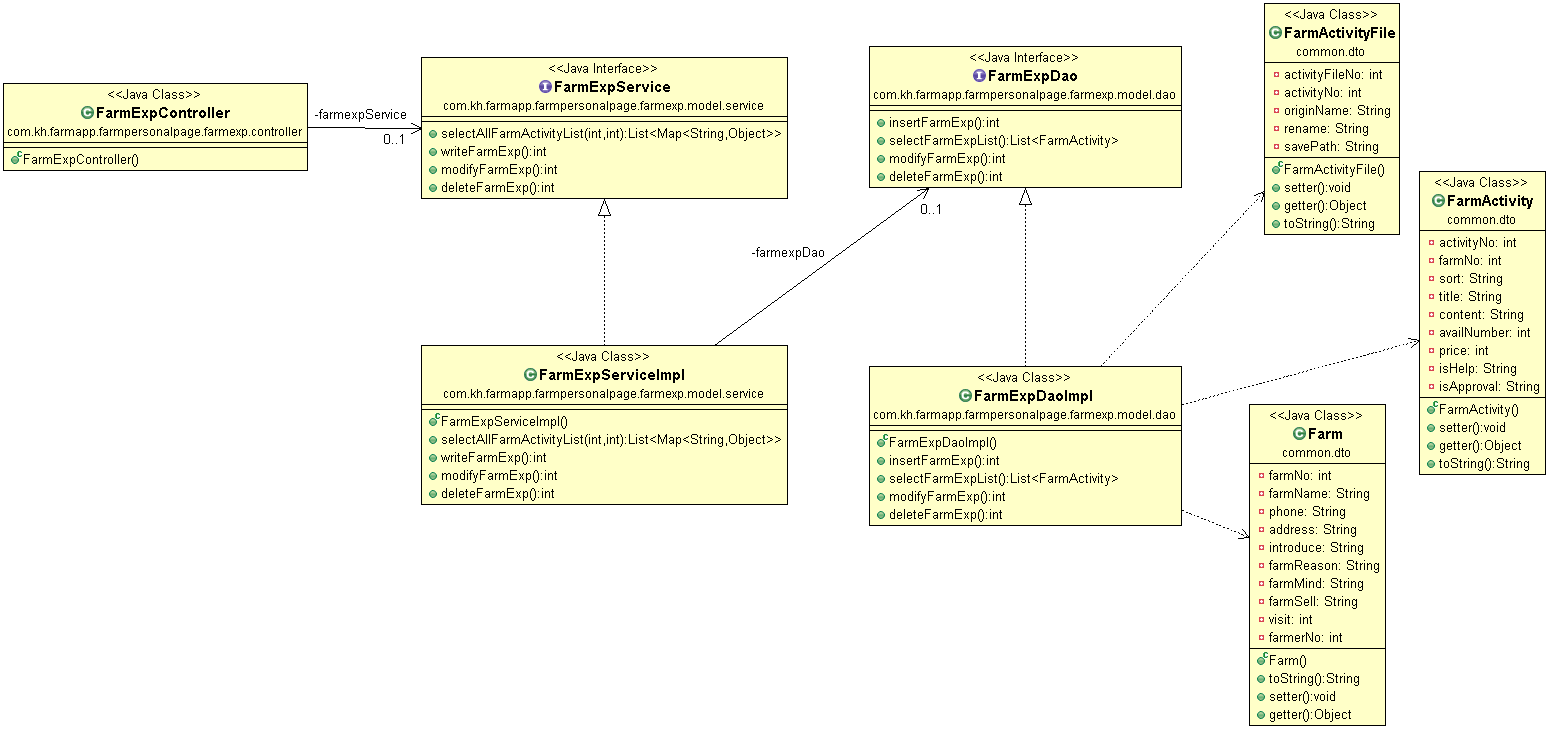 <<Java Class>>
FarmExpController
com.kh.farmapp.farmpersonalpage.farmexp.controller
FarmExpController()
-farmexpService
0..1
<<Java Interface>>
FarmExpService
com.kh.farmapp.farmpersonalpage.farmexp.model.service
selectAllFarmActivityList(int,int):List<Map<String,Object>>
writeFarmExp():int
modifyFarmExp():int
deleteFarmExp():int
<<Java Interface>>
FarmExpDao
com.kh.farmapp.farmpersonalpage.farmexp.model.dao
insertFarmExp():int
selectFarmExpList():List<FarmActivity>
modifyFarmExp():int
deleteFarmExp():int
0..1
-farmexpDao
<<Java Class>>
FarmExpServiceImpl
com.kh.farmapp.farmpersonalpage.farmexp.model.service
FarmExpServiceImpl()
selectAllFarmActivityList(int,int):List<Map<String,Object>>
writeFarmExp():int
modifyFarmExp():int
deleteFarmExp():int
<<Java Class>>
FarmExpDaoImpl
com.kh.farmapp.farmpersonalpage.farmexp.model.dao
FarmExpDaoImpl()
insertFarmExp():int
selectFarmExpList():List<FarmActivity>
modifyFarmExp():int
deleteFarmExp():int
<<Java Class>>
FarmActivityFile
common.dto
activityFileNo: int
activityNo: int
originName: String
rename: String
savePath: String
FarmActivityFile()
setter():void
getter():Object
toString():String
<<Java Class>>
FarmActivity
common.dto
activityNo: int
farmNo: int
sort: String
title: String
content: String
availNumber: int
price: int
isHelp: String
isApproval: String
FarmActivity()
setter():void
getter():Object
toString():String
<<Java Class>>
Farm
common.dto
farmNo: int
farmName: String
phone: String
address: String
introduce: String
farmReason: String
farmMind: String
farmSell: String
visit: int
farmerNo: int
Farm()
toString():String
setter():void
getter():Object